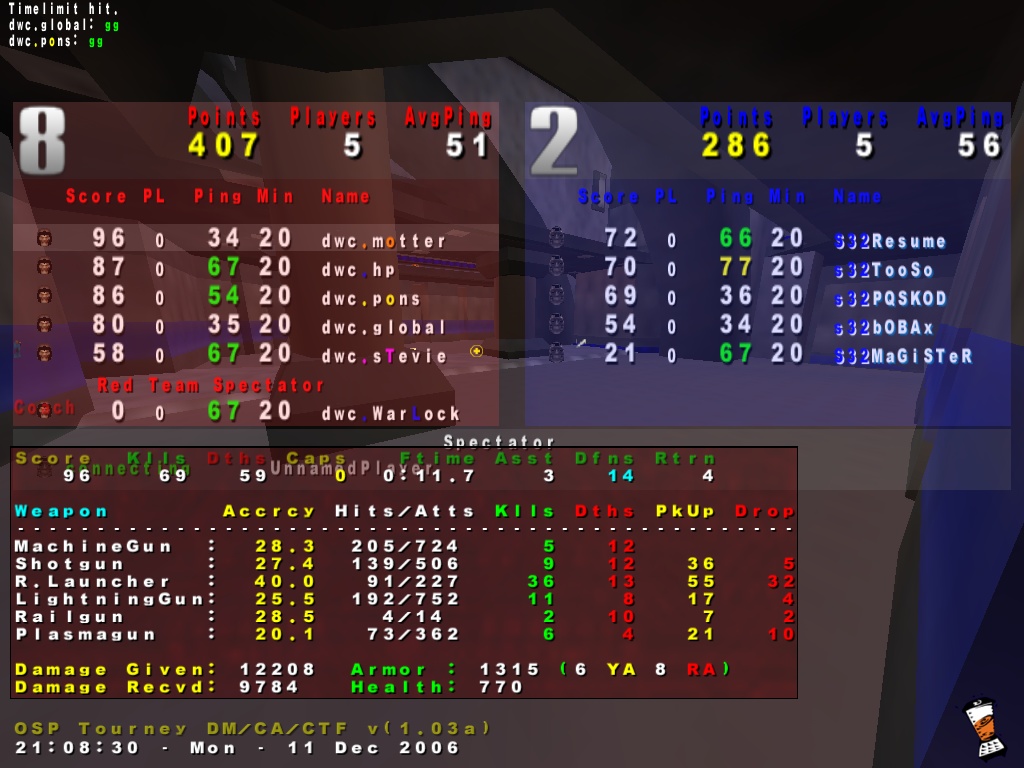 Timelimit hit.
dwc.global: gg
dwc.pons: gg
8 Points Players AvgPing
407 5 51
Score PL Ping Min Name
96 0 34 20 dwc.motter
87 0 67 20 dwc.hp
86 0 54 20 dwc.pons
80 0 35 20 dwc.global
58 0 67 20 dwc.sTevie
Red Team Spectator
Coach 0 0 67 20 dwc.WarLock
2 Points Players AvgPing
286 5 56
Score PL Ping Min Name
72 0 66 20 S32Resume
70 0 77 20 s32TooSo
69 0 36 20 s32PQSKOD
54 0 34 20 s32bOBAx
21 0 67 20 S32MaGiSTeR
Spectator
connecting UnnamedPlayer
Score Klls Dths Caps Ftime Asst Dfns Rtrn
96 69 59 0 0:11.7 3 14 4
Weapon Accrcy Hits/Atts Klls Dths PkUp Drop
MachineGun : 28.3 205/724 5 12
Shotgun : 27.4 139/506 9 12 36 5
R.Launcher : 40.0 91/227 36 13 55 32
LightningGun: 25.5 192/752 11 8 17 4
Railgun : 28.5 4/14 2 10 7 2
Plasmagun : 20.1 73/362 6 4 21 10
Damage Given: 12208 Armor : 1315 (6 YA 8 RA)
Damage Recvd: 9784 Health: 770
OSP Tourney DM/CA/CTF v(1.03a)
21:08:30 - Mon - 11 Dec 2006